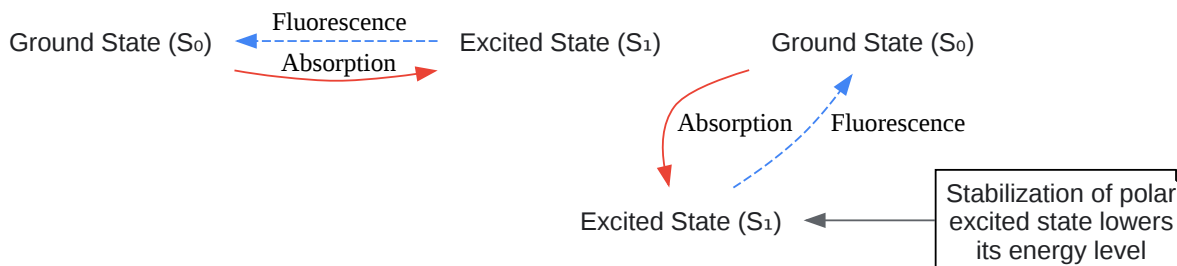 Fluorescence
Ground State (S₀)
Excited State (S₁)
Absorption
Ground State (S₀)
Absorption
Fluorescence
Excited State (S₁)
Stabilization of polar
excited state lowers
its energy level